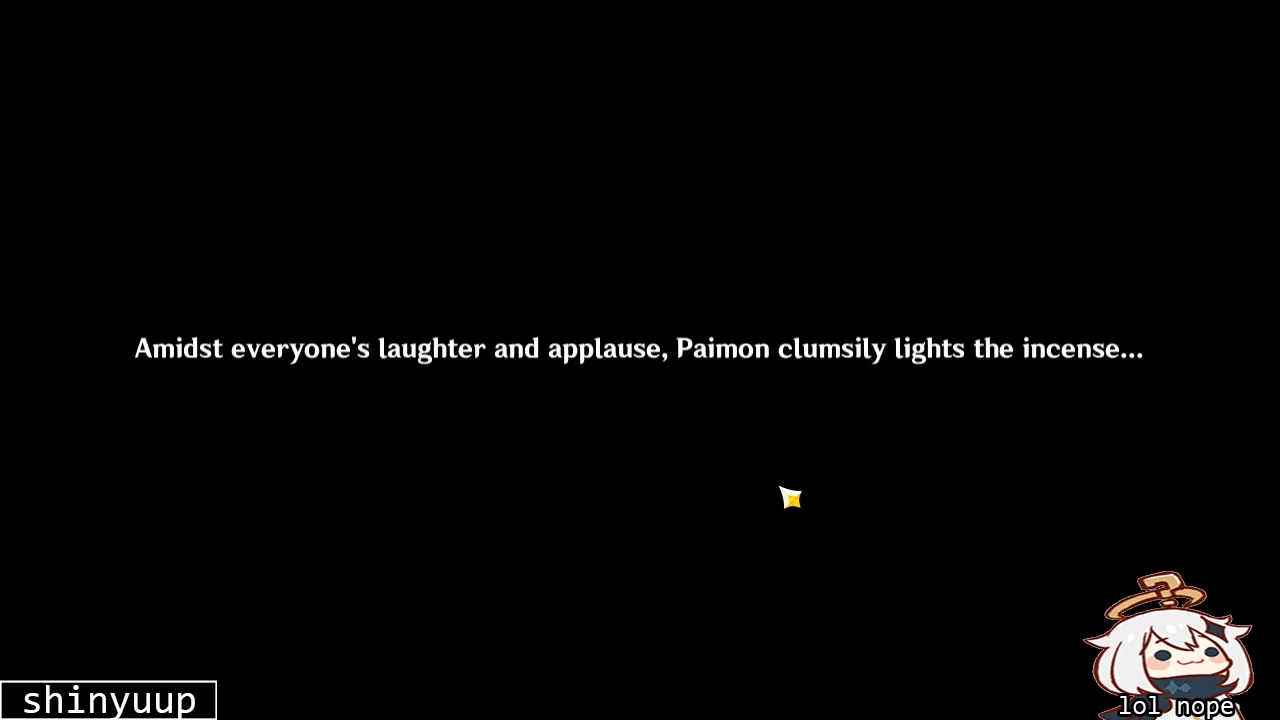 Amidst everyone's laughter and applause, Paimon clumsily lights the incense...
shinyuup
lol nope